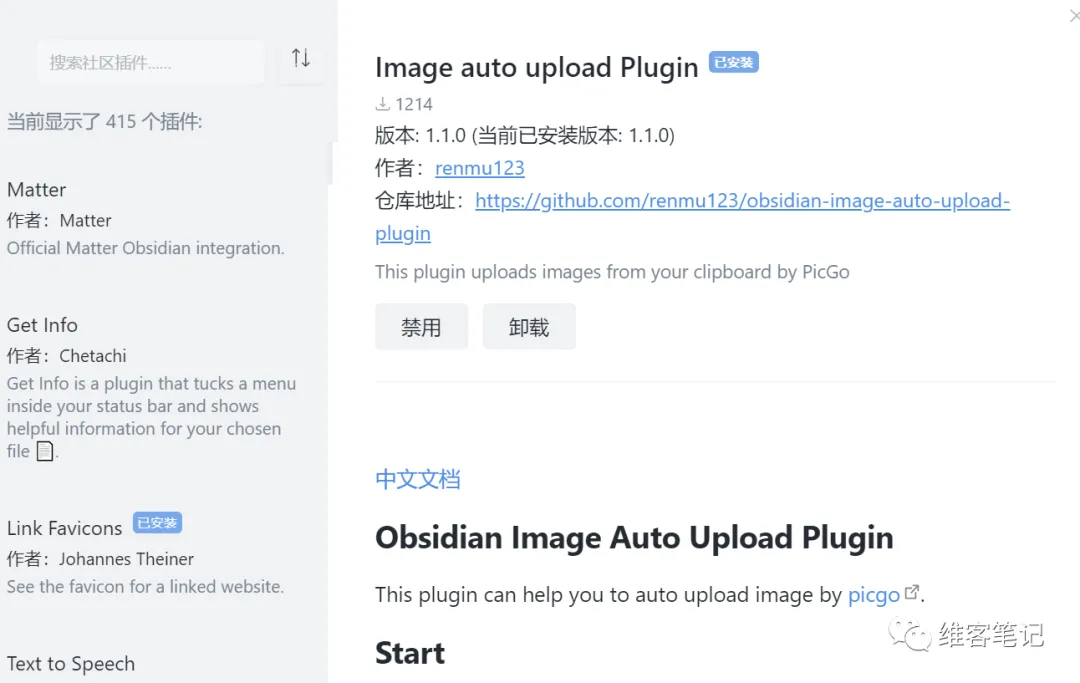 搜索社区插件......
当前显示了 415 个插件:
Matter
作者：Matter
Official Matter Obsidian integration.
Get Info
作者：Chetachi
Get Info is a plugin that tucks a menu
inside your status bar and shows
helpful information for your chosen
file 📄.
Link Favicons 已安装
作者：Johannes Theiner
See the favicon for a linked website.
Text to Speech
Image auto upload Plugin 已安装
1214
版本: 1.1.0 (当前已安装版本: 1.1.0)
作者：renmu123
仓库地址：https://github.com/renmu123/obsidian-image-auto-upload-
plugin
This plugin uploads images from your clipboard by PicGo
禁用 卸载
中文文档
Obsidian Image Auto Upload Plugin
This plugin can help you to auto upload image by picgo.
维客笔记
Start